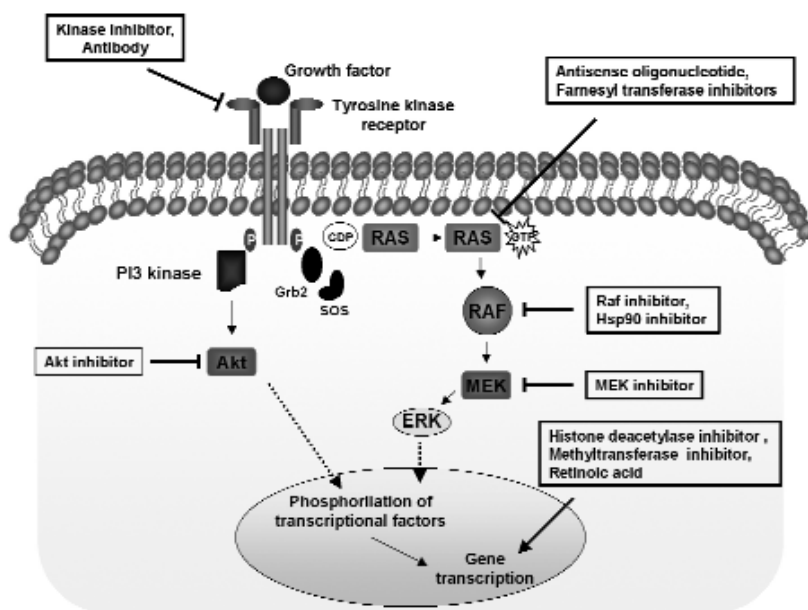 Kinase inhibitor,
Antibody
Growth factor
Tyrosine kinase
receptor
Antisense oligonucleotide,
Farnesyl transferase inhibitors
P
P
GDP
RAS
RAS
GTP
PI3 kinase
Grb2
SOS
RAF
Raf inhibitor,
Hsp90 inhibitor
Akt inhibitor
Akt
MEK
MEK inhibitor
ERK
Histone deacetylase inhibitor ,
Methyltransferase inhibitor,
Retinoic acid
Phosphorilation of
transcriptional factors
Gene
transcription